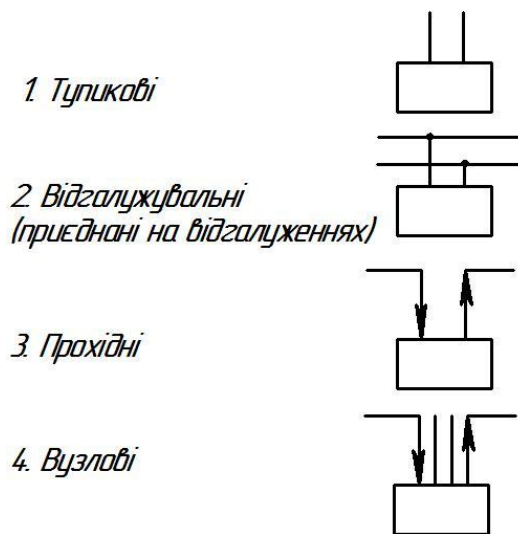 1. Тупикові
2. Відгалужувальні
(приєднані на відгалуженнях)
3. Прохідні
4. Вузлові